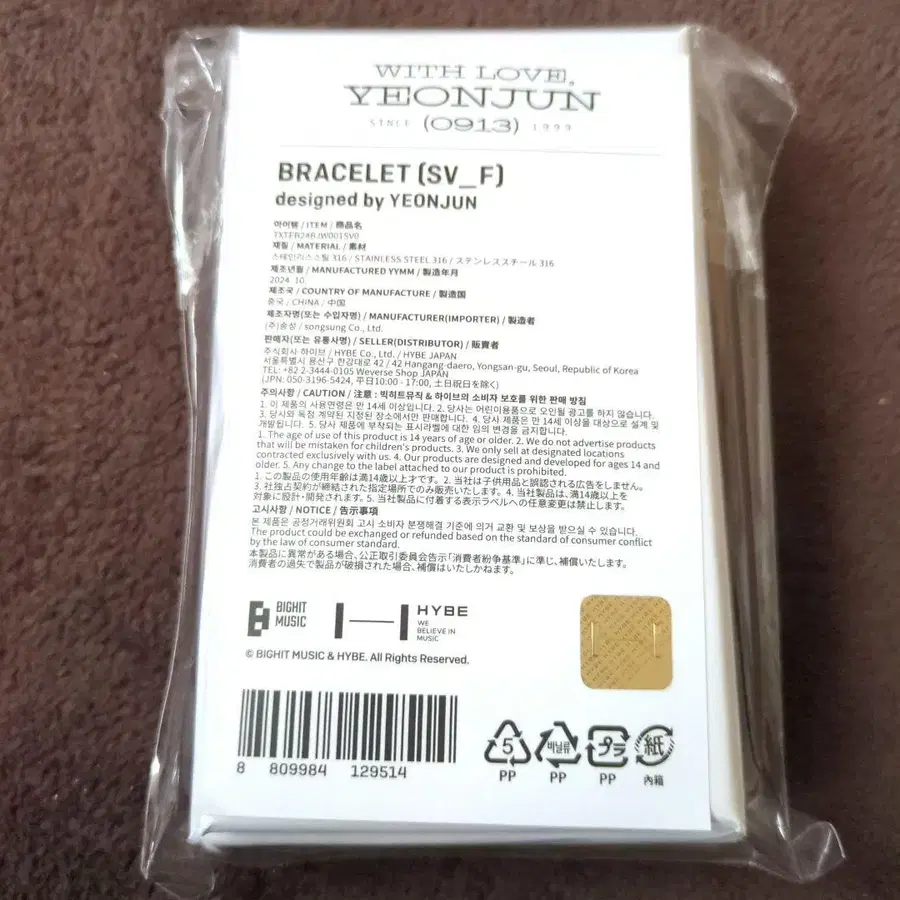 WITH LOVE,
YEONJUN
SINCE (0913) 1999
BRACELET (SV_F)
designed by YEONJUN
아이템 / ITEM / 商品名
TXTFB24BJW001SV0
재질 / MATERIAL / 素材
스테인리스스틸 316 / STAINLESS STEEL 316 / ステンレススチール 316
제조년월 / MANUFACTURED YYMM / 製造年月
2024. 10.
제조국 / COUNTRY OF MANUFACTURE / 製造国
중국 / CHINA / 中国
제조자명(또는 수입자명) / MANUFACTURER(IMPORTER) / 製造者
(주)송성 / songsung Co., Ltd.
판매자(또는 유통사명) / SELLER(DISTRIBUTOR) / 販賣者
주식회사 하이브 / HYBE Co., Ltd. / HYBE JAPAN
서울특별시 용산구 한강대로 42 / 42 Hangang-daero, Yongsan-gu, Seoul, Republic of Korea
TEL: +82 2-3444-0105 Weverse Shop JAPAN
(JPN: 050-3196-5424, 平日10:00 - 17:00, 土日祝日を除く)
주의사항 / CAUTION / 注意 : 빅히트뮤직 & 하이브의 소비자 보호를 위한 판매 방침
1. 이 제품의 사용연령은 만 14세 이상입니다. 2. 당사는 어린이용품으로 오인될 광고를 하지 않습니다.
3. 당사와 독점 계약된 지정된 장소에서만 판매합니다. 4. 당사 제품은 만 14세 이상을 대상으로 설계 및
개발됩니다. 5. 당사 제품에 부착되는 표시라벨에 대한 임의 변경을 금지합니다.
1. The age of use of this product is 14 years of age or older. 2. We do not advertise products
that will be mistaken for children's products. 3. We only sell at designated locations
contracted exclusively with us. 4. Our products are designed and developed for ages 14 and
older. 5. Any change to the label attached to our product is prohibited.
1. この製品の使用年齢は満14歳以上才です。2. 当社は子供用品と誤認される広告をしません。
3. 社独占契約が締結された指定場所でのみ販売いたします。4. 当社製品は、満14歳以上を
対象に設計・開発されます。5. 当社製品に付着する表示ラベルへの任意変更は禁止します。
고시사항 / NOTICE / 告示事項
본 제품은 공정거래위원회 고시 소비자 분쟁해결 기준에 의거 교환 및 보상을 받으실 수 있습니다.
The product could be exchanged or refunded based on the standard of consumer conflict
by the law of consumer standard.
本製品に異常がある場合、公正取引委員会告示「消費者紛争基準」に準じ、補償いたします。
消費者の過失で製品が破損された場合、補償はいたしかねます。
BIGHIT
MUSIC
HYBE
WE
BELIEVE IN
MUSIC
© BIGHIT MUSIC & HYBE. All Rights Reserved.
8 809984 129514
5
PP
비닐류
PP
プラ
PP
紙
內箱